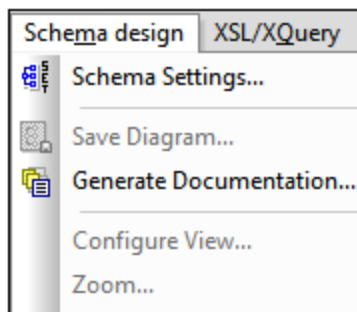 Schema design XSL/XQuery
Schema Settings...
Save Diagram...
Generate Documentation...
Configure View...
Zoom...